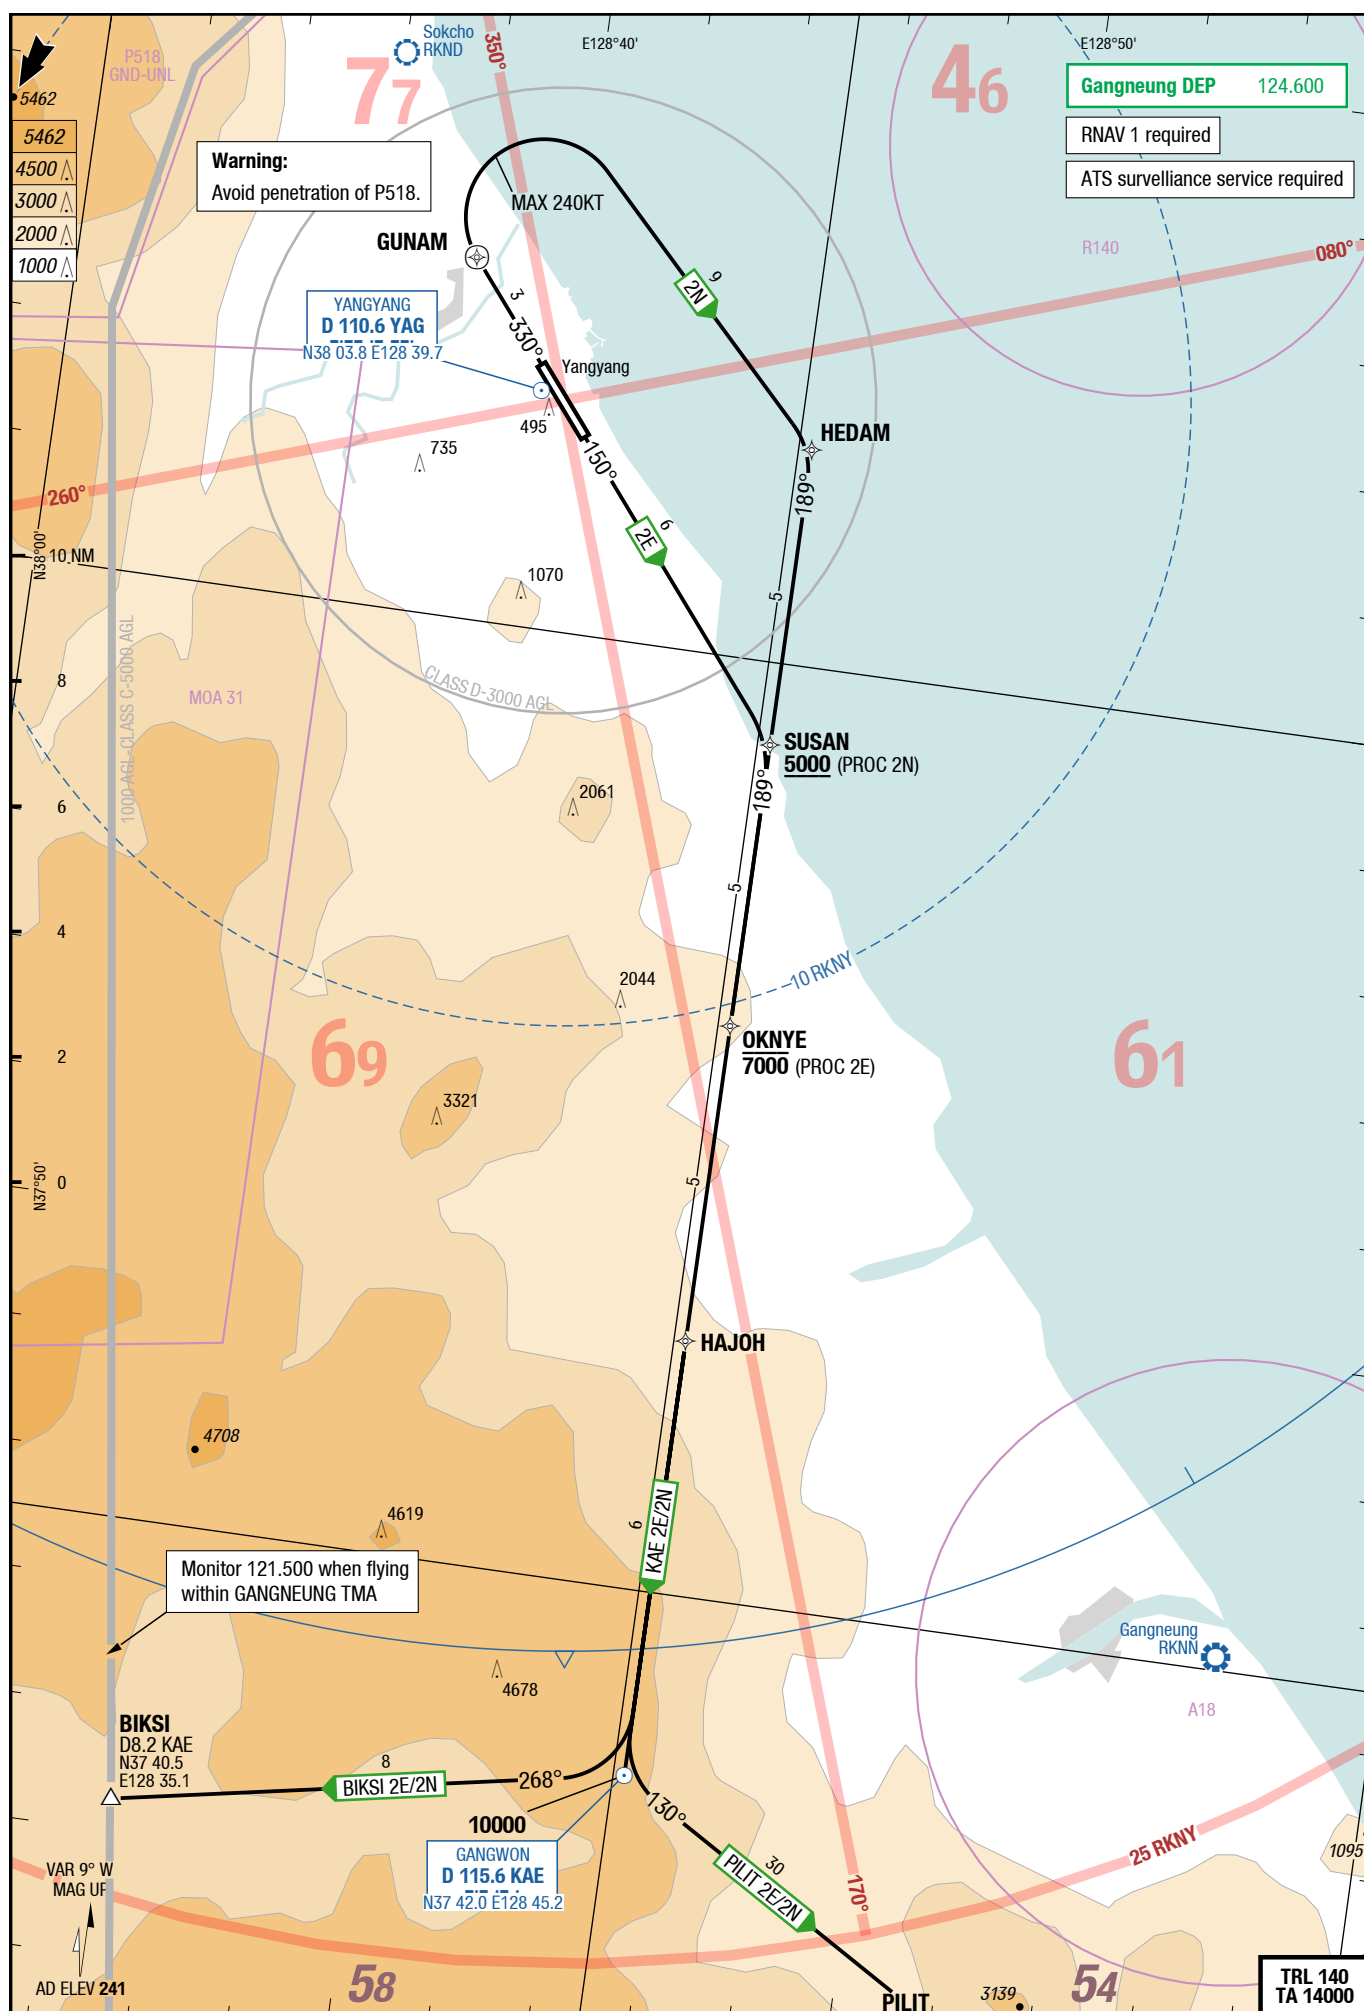 Sokcho
RKND
E128°40'
E128°50'
P518
GND-UNL
350°
77
46
Gangneung DEP 124.600
RNAV 1 required
ATS survelliance service required
5462
5462
4500
3000
2000
1000
Warning:
Avoid penetration of P518.
MAX 240KT
GUNAM
R140
080°
YANGYANG
D 110.6 YAG
N38 03.8 E128 39.7
3
330°
9
2N
Yangyang
495
735
HEDAM
150°
189°
260°
6
2E
N38°00'
10 NM
1070
5
CLASS D-3000 AGL
1000 AGL-CLASS C-5000 AGL
MOA 31
8
SUSAN
5000 (PROC 2N)
189°
2061
6
5
4
10 RKNY
2044
OKNYE
7000 (PROC 2E)
69
61
2
3321
N37°50'
0
5
HAJOH
4708
4619
6
KAE 2E/2N
Monitor 121.500 when flying
within GANGNEUNG TMA
Gangneung
RKNN
4678
A18
BIKSI
D8.2 KAE
N37 40.5
E128 35.1
8
BIKSI 2E/2N
268°
10000
130°
GANGWON
D 115.6 KAE
N37 42.0 E128 45.2
30
PILIT 2E/2N
170°
25 RKNY
1095
VAR 9° W
MAG UP
AD ELEV 241
58
PILIT
3139
54
TRL 140
TA 14000